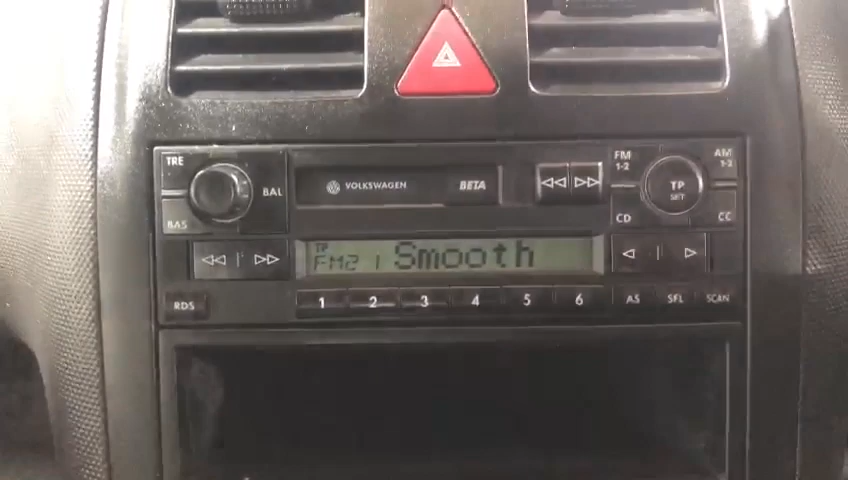 TRE
BAL
BAS
VOLKSWAGEN BETA
FM
1-2
AM
1-2
TP
SET
CD
CC
TP
FM2 1 Smooth
RDS
1 2 3 4 5 6
AS SFL SCAN